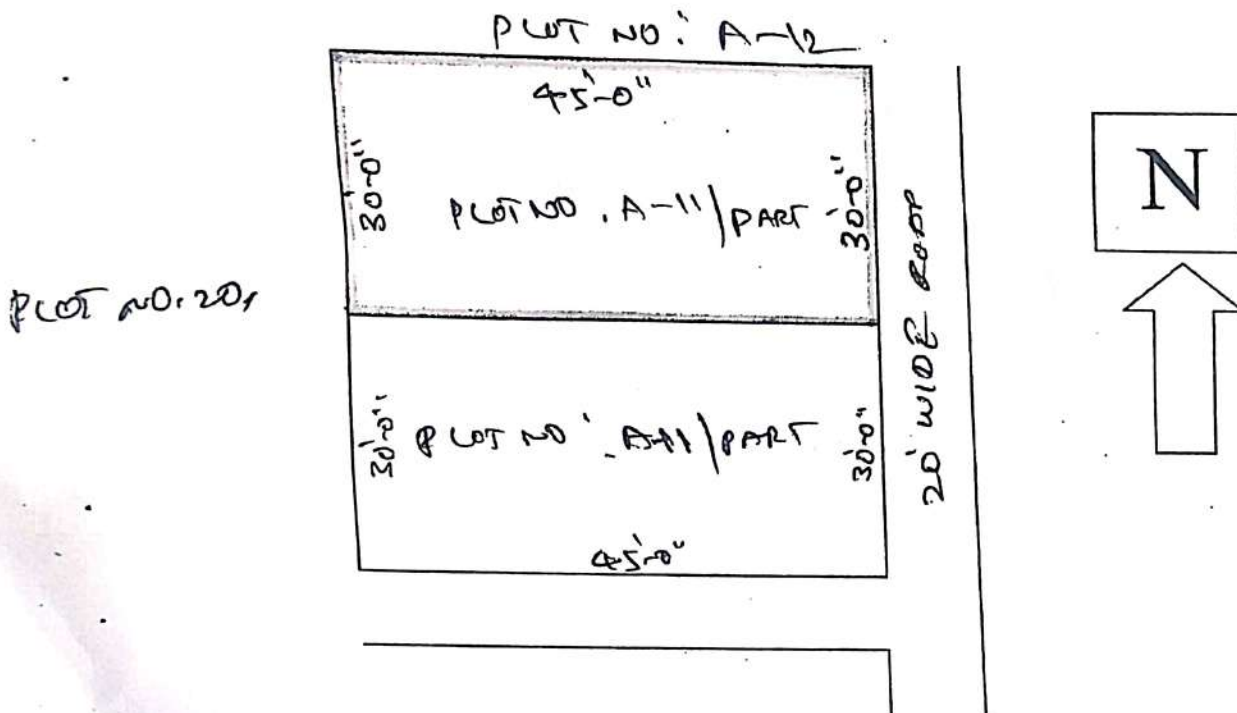 PLOT NO: A-12
45'-0"
30'-0"
PLOT NO. A-11/PART
30'-0"
N
PLOT NO. 20,
20' WIDE ROAD
30'-0"
PLOT NO. A-11/PART
30'-0"
45'-0"